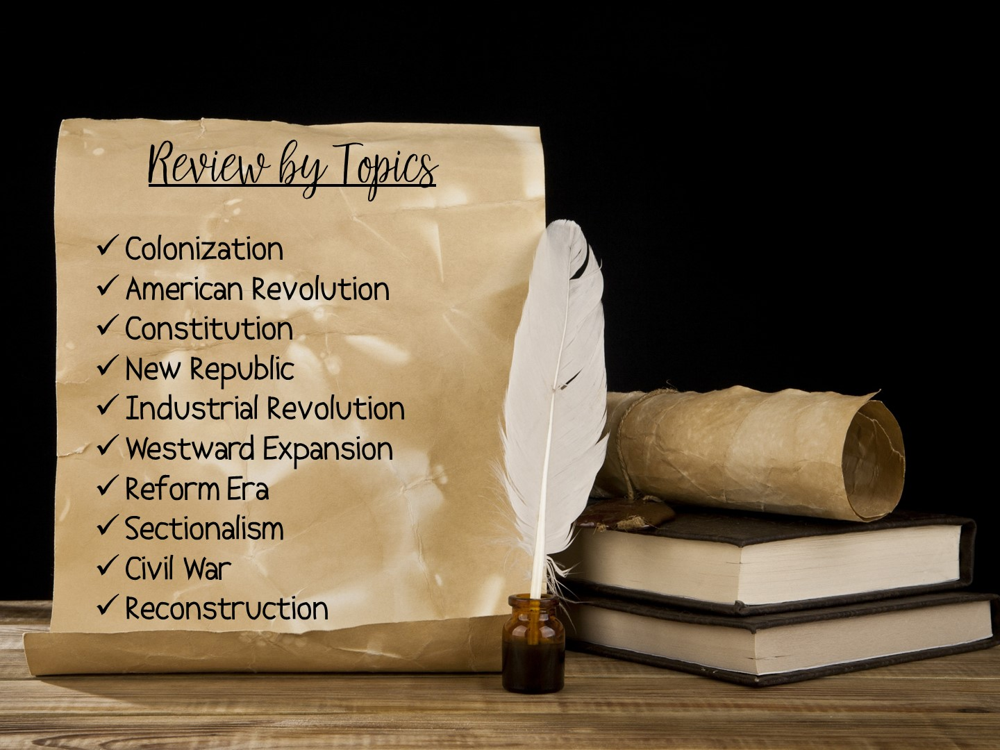 Review by Topics
✓ Colonization
✓ American Revolution
✓ Constitution
✓ New Republic
✓ Industrial Revolution
✓ Westward Expansion
✓ Reform Era
✓ Sectionalism
✓ Civil War
✓ Reconstruction